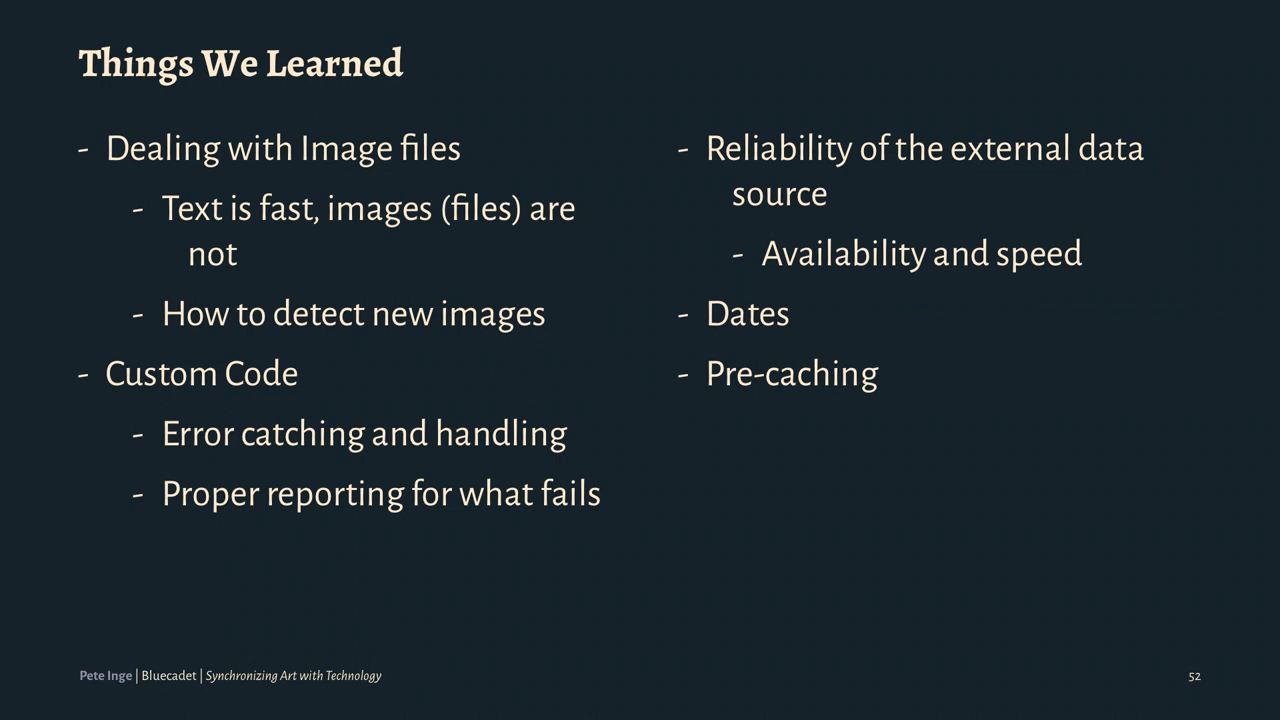 Things We Learned
- Dealing with Image files
- Text is fast, images (files) are
not
- How to detect new images
- Custom Code
- Error catching and handling
- Proper reporting for what fails
- Reliability of the external data
source
- Availability and speed
- Dates
- Pre-caching
Pete Inge | Bluecadet | Synchronizing Art with Technology
52